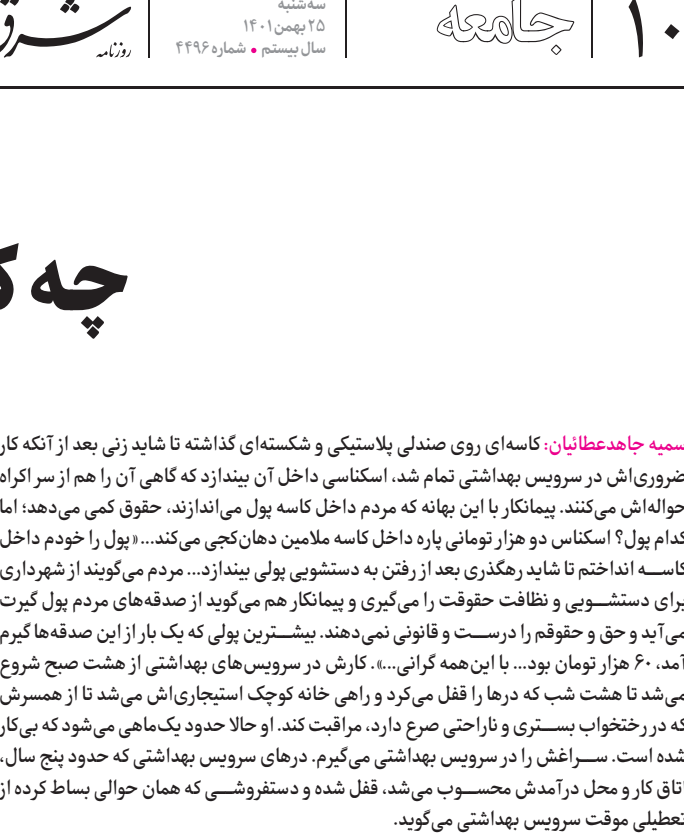 ۱۰
جامعه
سه‌شنبه
۲۵ بهمن ۱۴۰۱
سال بیستم • شماره ۴۴۹۶
روزنامه
شرق
چه
سمیه جاهدعطائیان: کاسه‌ای روی صندلی پلاستیکی و شکسته‌ای گذاشته تا شاید زنی بعد از آنکه کار
ضروری‌اش در سرویس بهداشتی تمام شد، اسکناسی داخل آن بیندازد که گاهی آن را هم از سر اکراه
حواله‌اش می‌کنند. پیمانکار با این بهانه که مردم داخل کاسه پول می‌اندازند، حقوق کمی می‌دهد؛ اما
کدام پول؟ اسکناس دو هزار تومانی پاره داخل کاسه ملامین دهان‌کجی می‌کند... «پول را خودم داخل
کاســه انداختم تا شاید رهگذری بعد از رفتن به دستشویی پولی بیندازد... مردم می‌گویند از شهرداری
برای دستشــویی و نظافت حقوقت را می‌گیری و پیمانکار هم می‌گوید از صدقه‌های مردم پول گیرت
می‌آید و حق و حقوقم را درســت و قانونی نمی‌دهند. بیشــترین پولی که یک بار از این صدقه‌ها گیرم
آمد، ۶۰ هزار تومان بود... با این‌همه گرانی...». کارش در سرویس‌های بهداشتی از هشت صبح شروع
می‌شد تا هشت شب که درها را قفل می‌کرد و راهی خانه کوچک استیجاری‌اش می‌شد تا از همسرش
که در رختخواب بســتری و ناراحتی صرع دارد، مراقبت کند. او حالا حدود یک‌ماهی می‌شود که بی‌کار
شده است. ســراغش را در سرویس بهداشتی می‌گیرم. درهای سرویس بهداشتی که حدود پنج سال،
اتاق کار و محل درآمدش محســوب می‌شد، قفل شده و دستفروشــی که همان حوالی بساط کرده از
تعطیلی موقت سرویس بهداشتی می‌گوید.